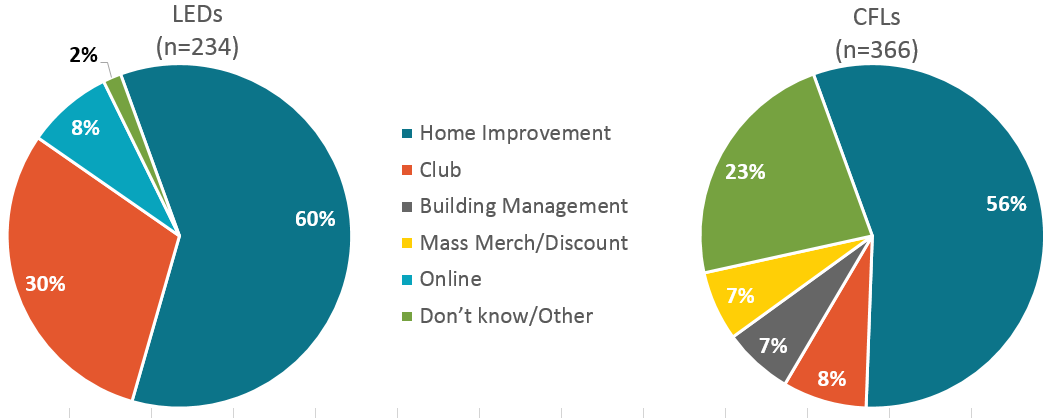 LEDs
(n=234)
2%
8%
60%
30%
Home Improvement
Club
Building Management
Mass Merch/Discount
Online
Don’t know/Other
CFLs
(n=366)
23%
56%
7%
7%
8%